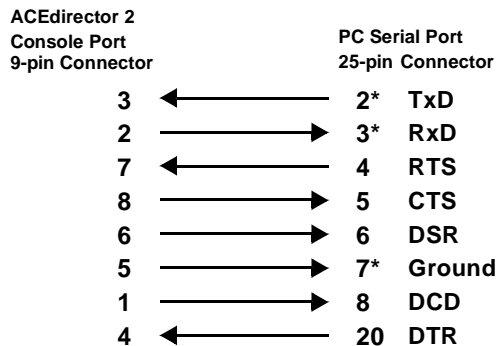 ACEdirector 2
Console Port
9-pin Connector
PC Serial Port
25-pin Connector
3 2* TxD
2 3* RxD
7 4 RTS
8 5 CTS
6 6 DSR
5 7* Ground
1 8 DCD
4 20 DTR